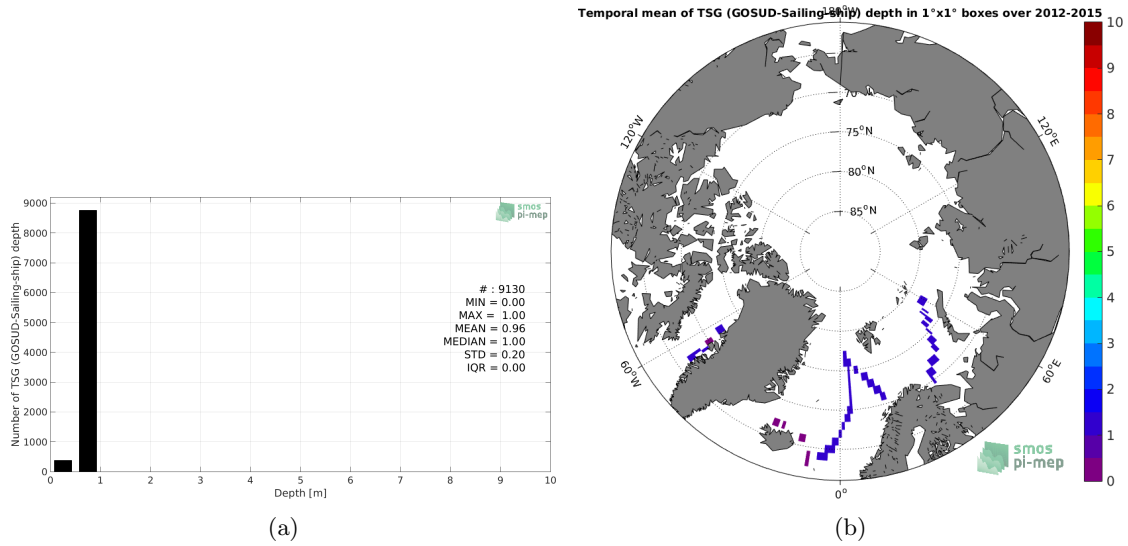 Temporal mean of TSG (GOSUD-Sailing-ship) depth in 1°x1° boxes over 2012-2015
Number of TSG (GOSUD-Sailing-ship) depth
9000
8000
7000
6000
5000
4000
3000
2000
1000
0
smos
pi-mep
# : 9130
MIN = 0.00
MAX = 1.00
MEAN = 0.96
MEDIAN = 1.00
STD = 0.20
IQR = 0.00
0 1 2 3 4 5 6 7 8 9 10
Depth [m]
(a)
180°W
120°W
120°E
70
75°N
80°N
85°N
60°W
60°E
0°
smos
pi-mep
10
9
8
7
6
5
4
3
2
1
0
(b)